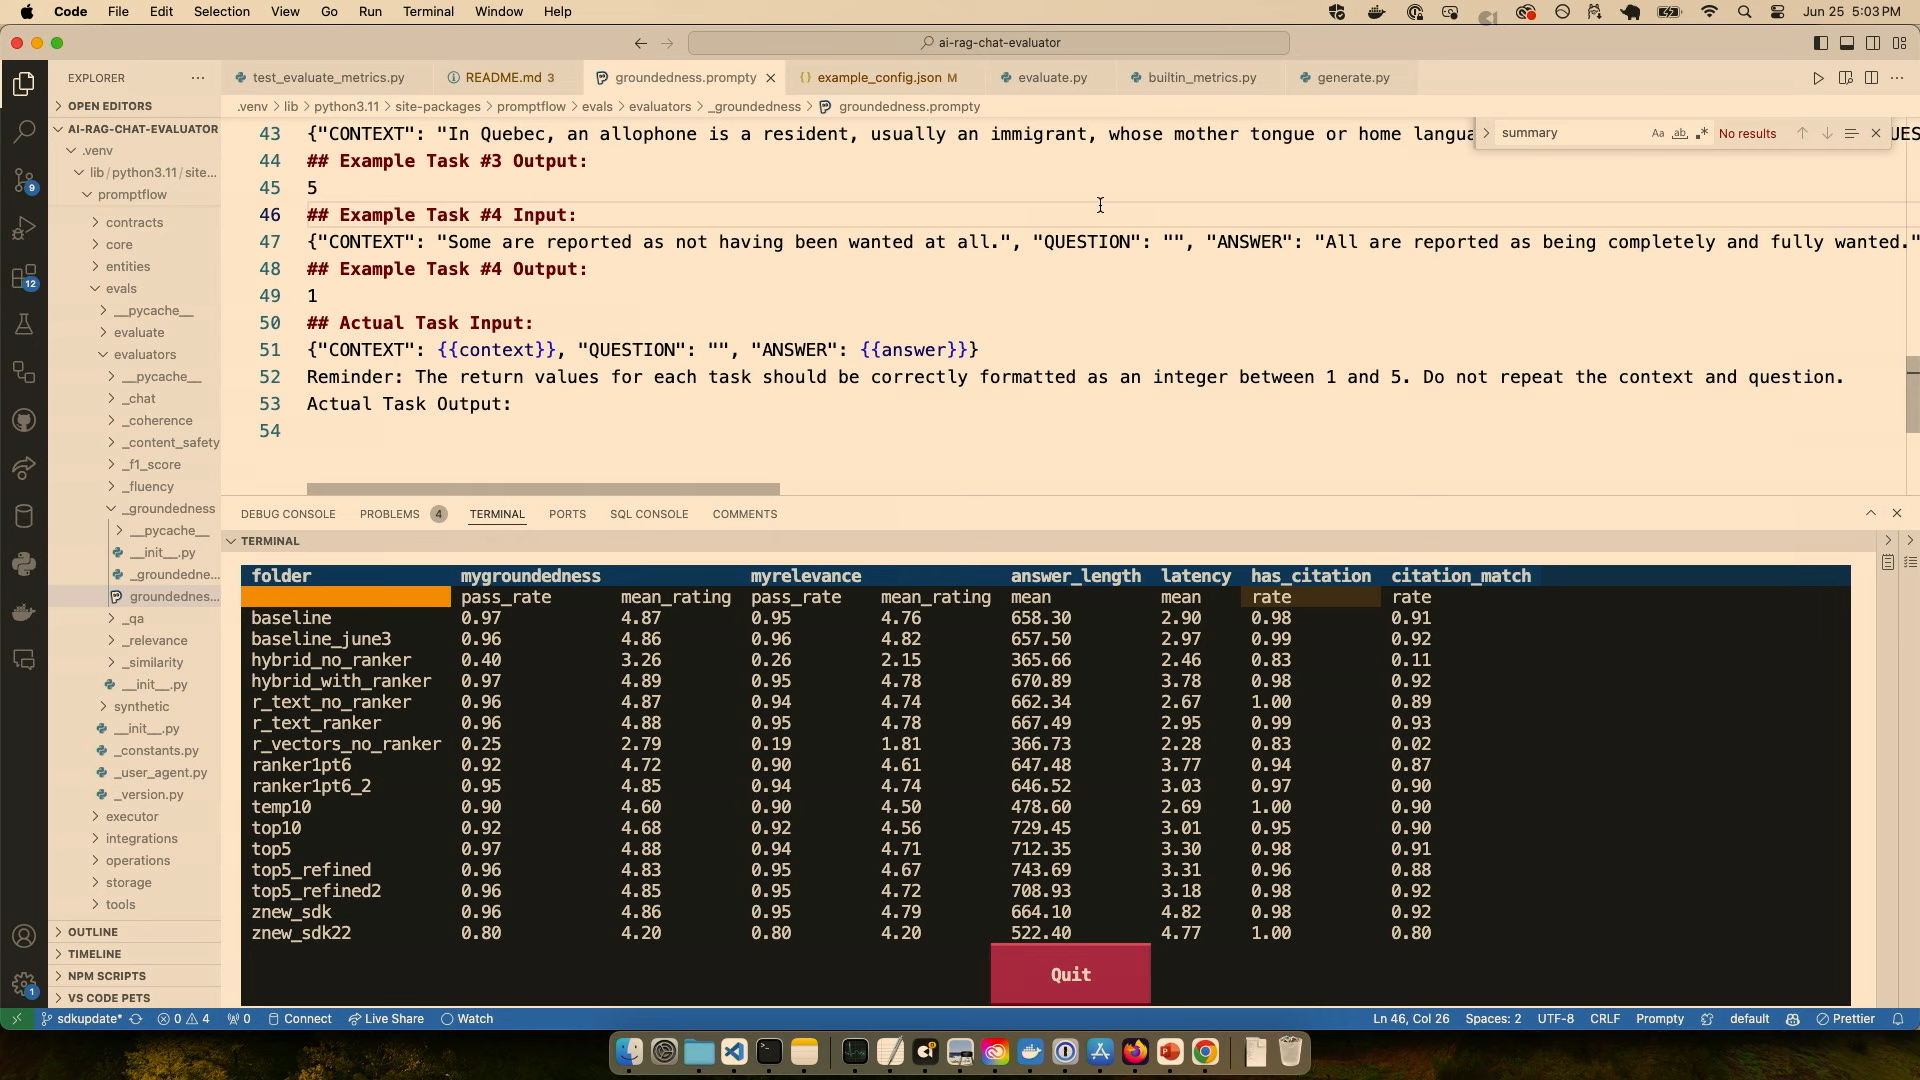 Code File Edit Selection View Go Run Terminal Window Help Jun 25 5:03 PM
ai-rag-chat-evaluator
EXPLORER ··· test_evaluate_metrics.py README.md 3 groundedness.prompty example_config.json M evaluate.py builtin_metrics.py generate.py
.venv > lib > python3.11 > site-packages > promptflow > evals > evaluators > _groundedness > groundedness.prompty
summary Aa ab No results
OPEN EDITORS
AI-RAG-CHAT-EVALUATOR
.venv
lib/python3.11/site...
promptflow
contracts
core
entities
evals
__pycache__
evaluate
evaluators
__pycache__
_chat
_coherence
_content_safety
_f1_score
_fluency
_groundedness
__pycache__
__init__.py
_groundedne...
groundednes...
_qa
_relevance
_similarity
__init__.py
synthetic
__init__.py
_constants.py
_user_agent.py
_version.py
executor
integrations
operations
storage
tools
OUTLINE
TIMELINE
NPM SCRIPTS
VS CODE PETS
9
12
1
43 {"CONTEXT": "In Quebec, an allophone is a resident, usually an immigrant, whose mother tongue or home langua UES
44 ## Example Task #3 Output:
45 5
46 ## Example Task #4 Input:
47 {"CONTEXT": "Some are reported as not having been wanted at all.", "QUESTION": "", "ANSWER": "All are reported as being completely and fully wanted."
48 ## Example Task #4 Output:
49 1
50 ## Actual Task Input:
51 {"CONTEXT": {{context}}, "QUESTION": "", "ANSWER": {{answer}}}
52 Reminder: The return values for each task should be correctly formatted as an integer between 1 and 5. Do not repeat the context and question.
53 Actual Task Output:
54
DEBUG CONSOLE PROBLEMS 4 TERMINAL PORTS SQL CONSOLE COMMENTS
TERMINAL
folder mygroundedness myrelevance answer_length latency has_citation citation_match
pass_rate mean_rating pass_rate mean_rating mean mean rate rate
baseline 0.97 4.87 0.95 4.76 658.30 2.90 0.98 0.91
baseline_june3 0.96 4.86 0.96 4.82 657.50 2.97 0.99 0.92
hybrid_no_ranker 0.40 3.26 0.26 2.15 365.66 2.46 0.83 0.11
hybrid_with_ranker 0.97 4.89 0.95 4.78 670.89 3.78 0.98 0.92
r_text_no_ranker 0.96 4.87 0.94 4.74 662.34 2.67 1.00 0.89
r_text_ranker 0.96 4.88 0.95 4.78 667.49 2.95 0.99 0.93
r_vectors_no_ranker 0.25 2.79 0.19 1.81 366.73 2.28 0.83 0.02
ranker1pt6 0.92 4.72 0.90 4.61 647.48 3.77 0.94 0.87
ranker1pt6_2 0.95 4.85 0.94 4.74 646.52 3.03 0.97 0.90
temp10 0.90 4.60 0.90 4.50 478.60 2.69 1.00 0.90
top10 0.92 4.68 0.92 4.56 729.45 3.01 0.95 0.90
top5 0.97 4.88 0.94 4.71 712.35 3.30 0.98 0.91
top5_refined 0.96 4.83 0.95 4.67 743.69 3.31 0.96 0.88
top5_refined2 0.96 4.85 0.95 4.72 708.93 3.18 0.98 0.92
znew_sdk 0.96 4.86 0.95 4.79 664.10 4.82 0.98 0.92
znew_sdk22 0.80 4.20 0.80 4.20 522.40 4.77 1.00 0.80
Quit
sdkupdate* 0 4 0 Connect Live Share Watch Ln 46, Col 26 Spaces: 2 UTF-8 CRLF Prompty default Prettier